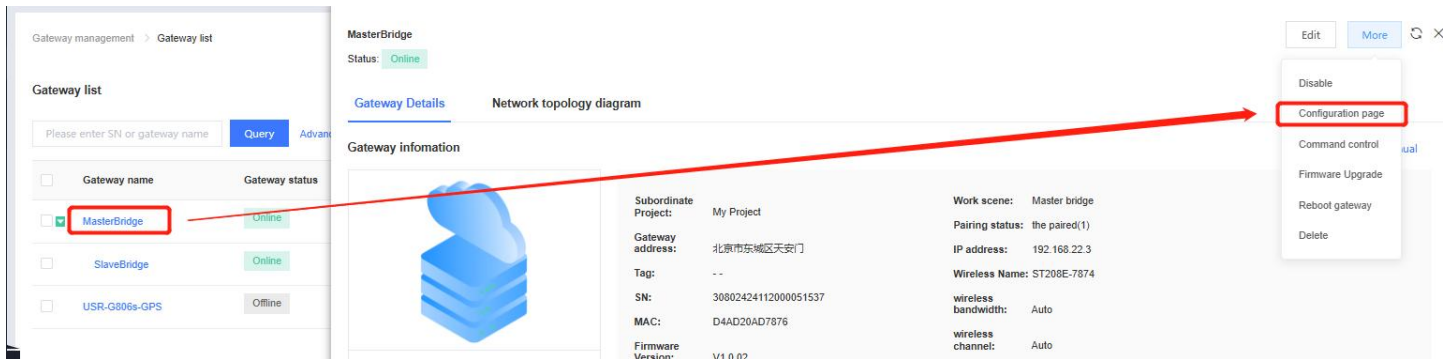 Gateway management > Gateway list
Gateway list
Please enter SN or gateway name
Query
Gateway name
Gateway status
MasterBridge
Online
SlaveBridge
Online
USR-G806s-GPS
Offline
MasterBridge
Edit
More
Status: Online
Disable
Configuration page
Command control
Firmware Upgrade
Reboot gateway
Delete
Gateway Details
Network topology diagram
Gateway infomation
Subordinate
Project: My Project
Gateway
address: 北京市东城区天安门
Tag: - -
SN: 30802424112000051537
MAC: D4AD20AD7876
Firmware
Version: V1.0.02
Work scene: Master bridge
Pairing status: the paired(1)
IP address: 192.168.22.3
Wireless Name: ST208E-7874
wireless
bandwidth: Auto
wireless
channel: Auto